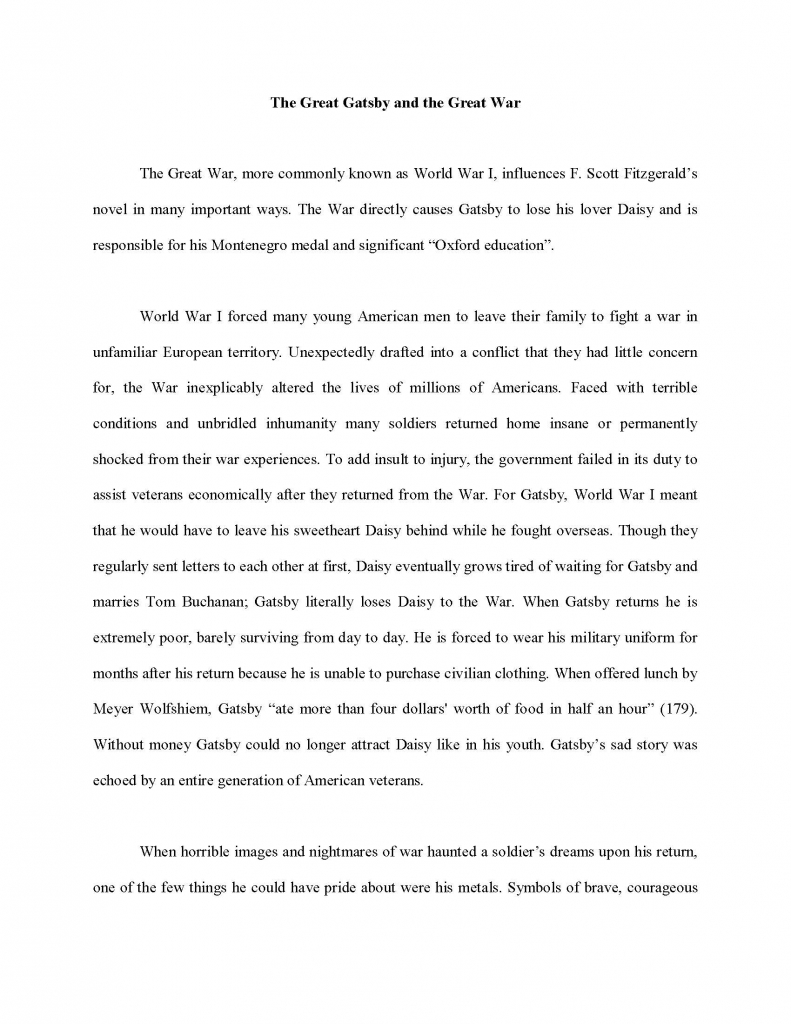 The Great Gatsby and the Great War
The Great War, more commonly known as World War I, influences F. Scott Fitzgerald’s
novel in many important ways. The War directly causes Gatsby to lose his lover Daisy and is
responsible for his Montenegro medal and significant “Oxford education”.
World War I forced many young American men to leave their family to fight a war in
unfamiliar European territory. Unexpectedly drafted into a conflict that they had little concern
for, the War inexplicably altered the lives of millions of Americans. Faced with terrible
conditions and unbridled inhumanity many soldiers returned home insane or permanently
shocked from their war experiences. To add insult to injury, the government failed in its duty to
assist veterans economically after they returned from the War. For Gatsby, World War I meant
that he would have to leave his sweetheart Daisy behind while he fought overseas. Though they
regularly sent letters to each other at first, Daisy eventually grows tired of waiting for Gatsby and
marries Tom Buchanan; Gatsby literally loses Daisy to the War. When Gatsby returns he is
extremely poor, barely surviving from day to day. He is forced to wear his military uniform for
months after his return because he is unable to purchase civilian clothing. When offered lunch by
Meyer Wolfshiem, Gatsby “ate more than four dollars' worth of food in half an hour” (179).
Without money Gatsby could no longer attract Daisy like in his youth. Gatsby’s sad story was
echoed by an entire generation of American veterans.
When horrible images and nightmares of war haunted a soldier’s dreams upon his return,
one of the few things he could have pride about were his metals. Symbols of brave, courageous